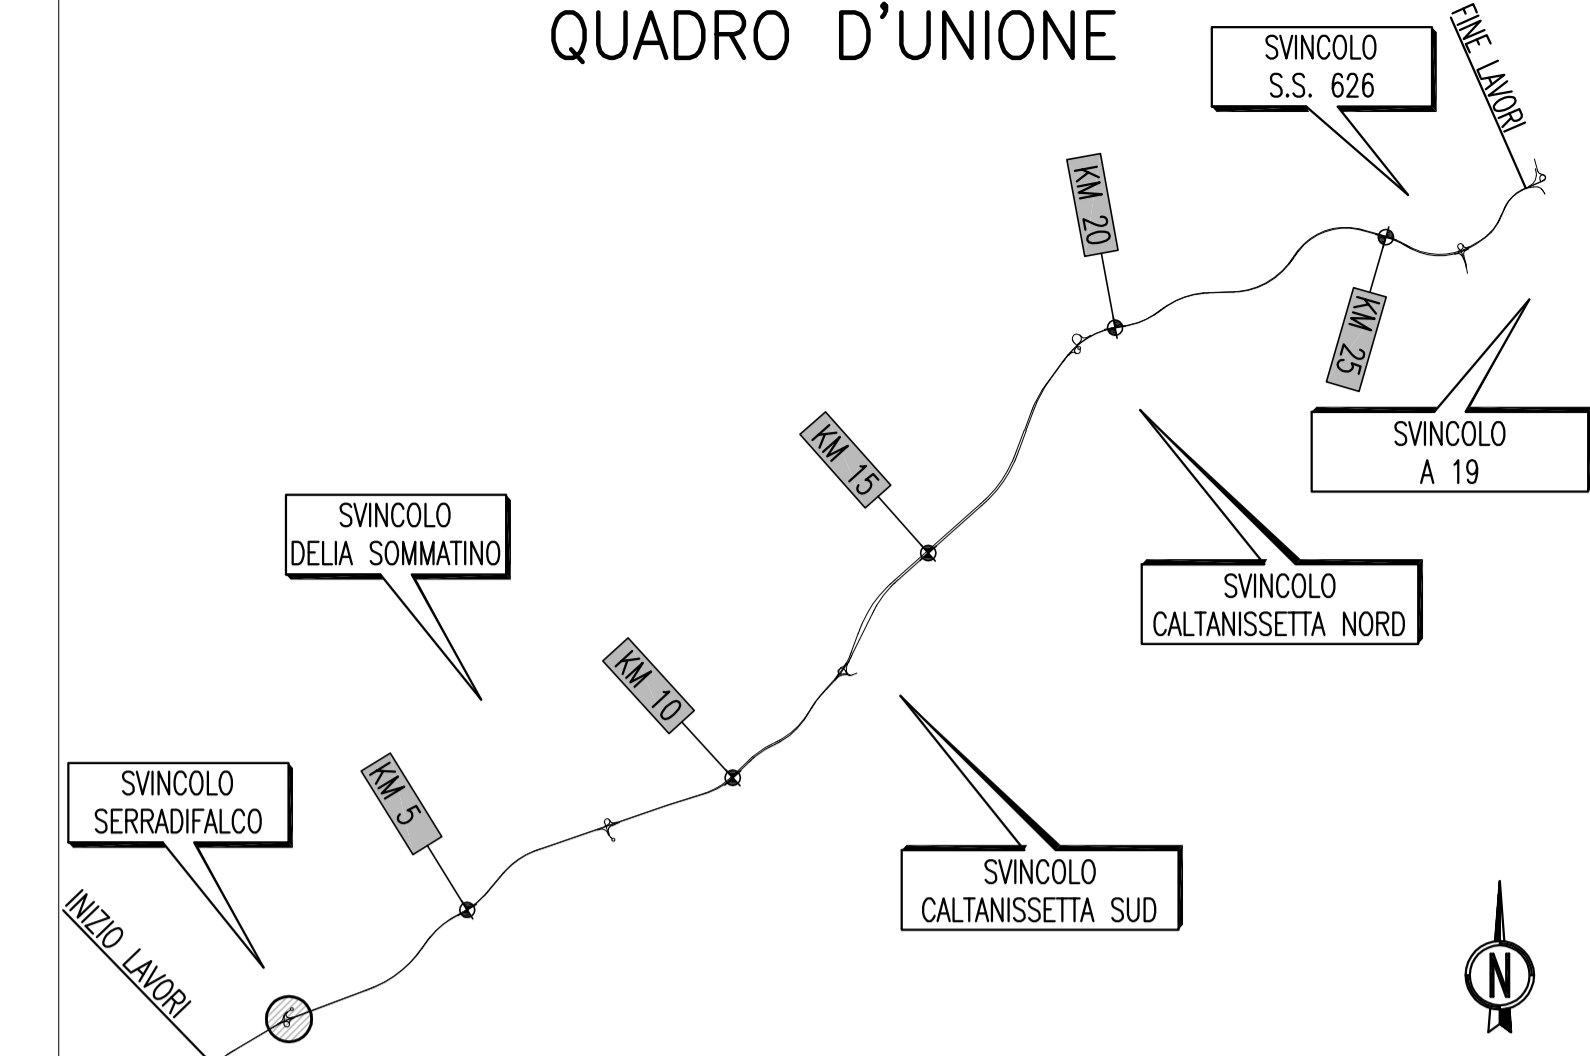 QUADRO D'UNIONE
SVINCOLO
S.S. 626
FINE LAVORI
KM 20
KM 25
SVINCOLO
A 19
KM 15
SVINCOLO
DELIA SOMMATINO
SVINCOLO
CALTANISSETTA NORD
KM 10
KM 5
SVINCOLO
SERRADIFALCO
SVINCOLO
CALTANISSETTA SUD
INIZIO LAVORI
N